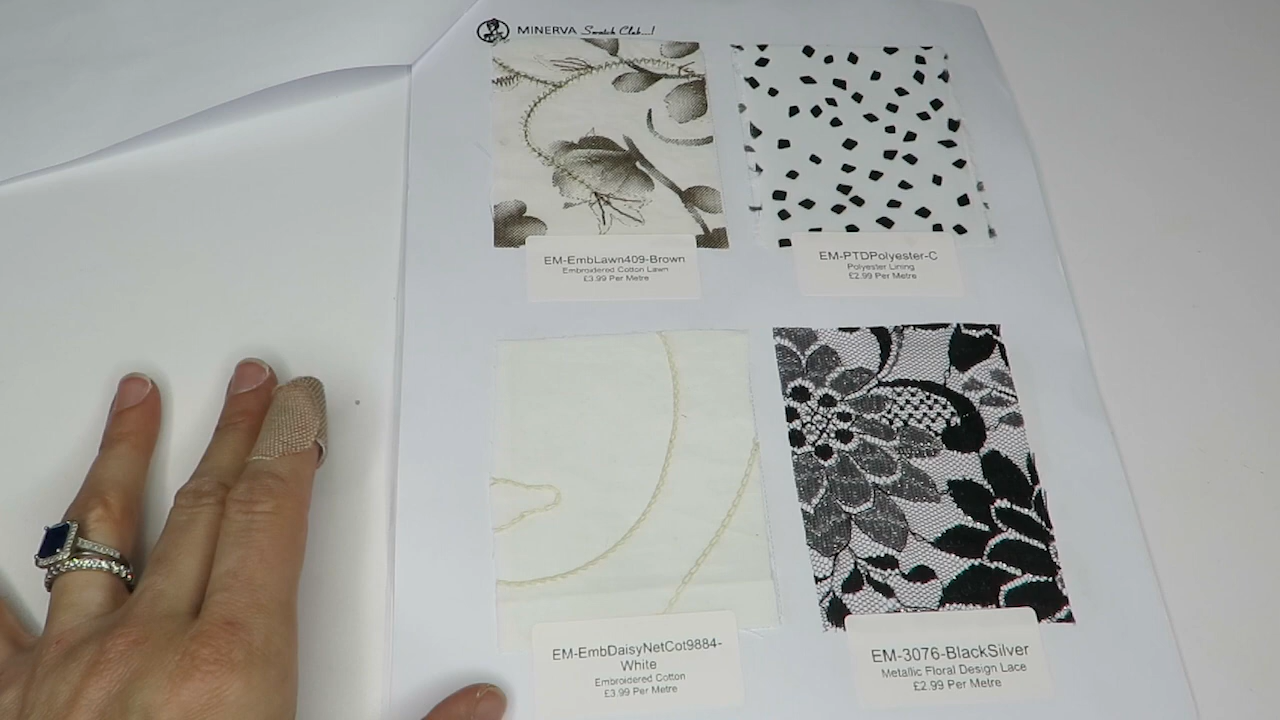 MINERVA Swatch Club...!
EM-EmbLawn409-Brown
Embroidered Cotton Lawn
£3.99 Per Metre
EM-PTDPolyester-C
Polyester Lining
£2.99 Per Metre
EM-EmbDaisyNetCot9884-
White
Embroidered Cotton
£3.99 Per Metre
EM-3076-BlackSilver
Metallic Floral Design Lace
£2.99 Per Metre